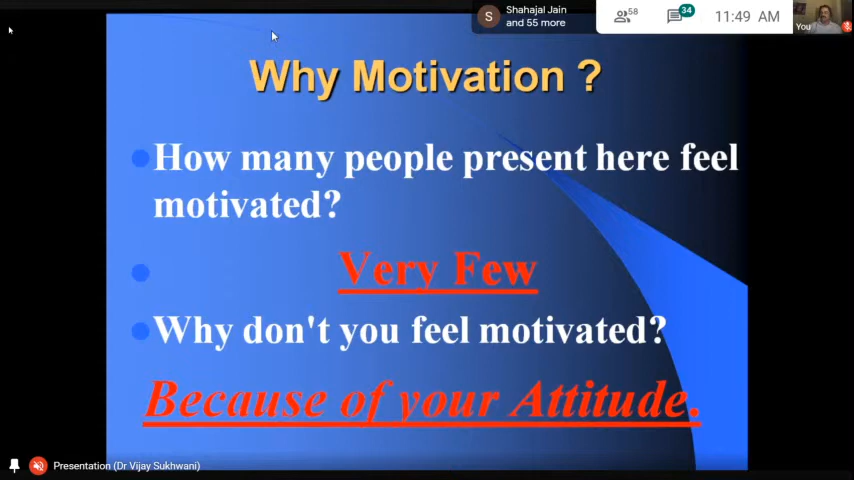 Shahajal Jain
and 55 more
S
58
34
11:49 AM
You
Why Motivation ?
How many people present here feel
motivated?
Very Few
Why don't you feel motivated?
Because of your Attitude.
Presentation (Dr Vijay Sukhwani)